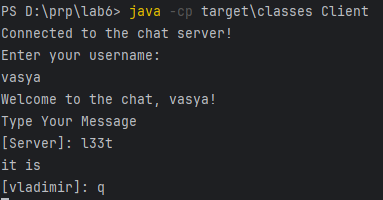 PS D:\prp\lab6> java -cp target\classes Client
Connected to the chat server!
Enter your username:
vasya
Welcome to the chat, vasya!
Type Your Message
[Server]: l33t
it is
[vladimir]: q